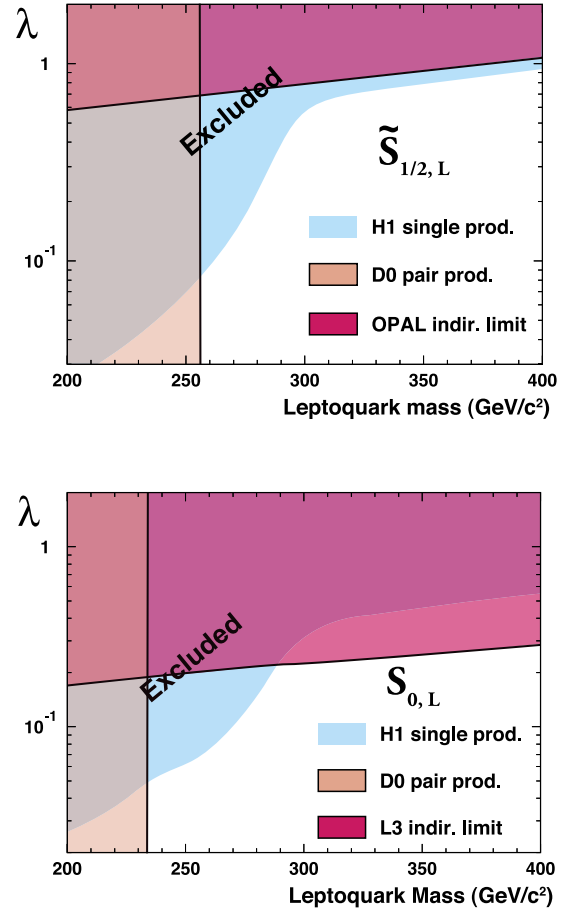 λ
1
10⁻¹
Excluded
S̃1/2, L
H1 single prod.
D0 pair prod.
OPAL indir. limit
200 250 300 350 400
Leptoquark mass (GeV/c²)
λ
1
10⁻¹
Excluded
S0, L
H1 single prod.
D0 pair prod.
L3 indir. limit
200 250 300 350 400
Leptoquark Mass (GeV/c²)